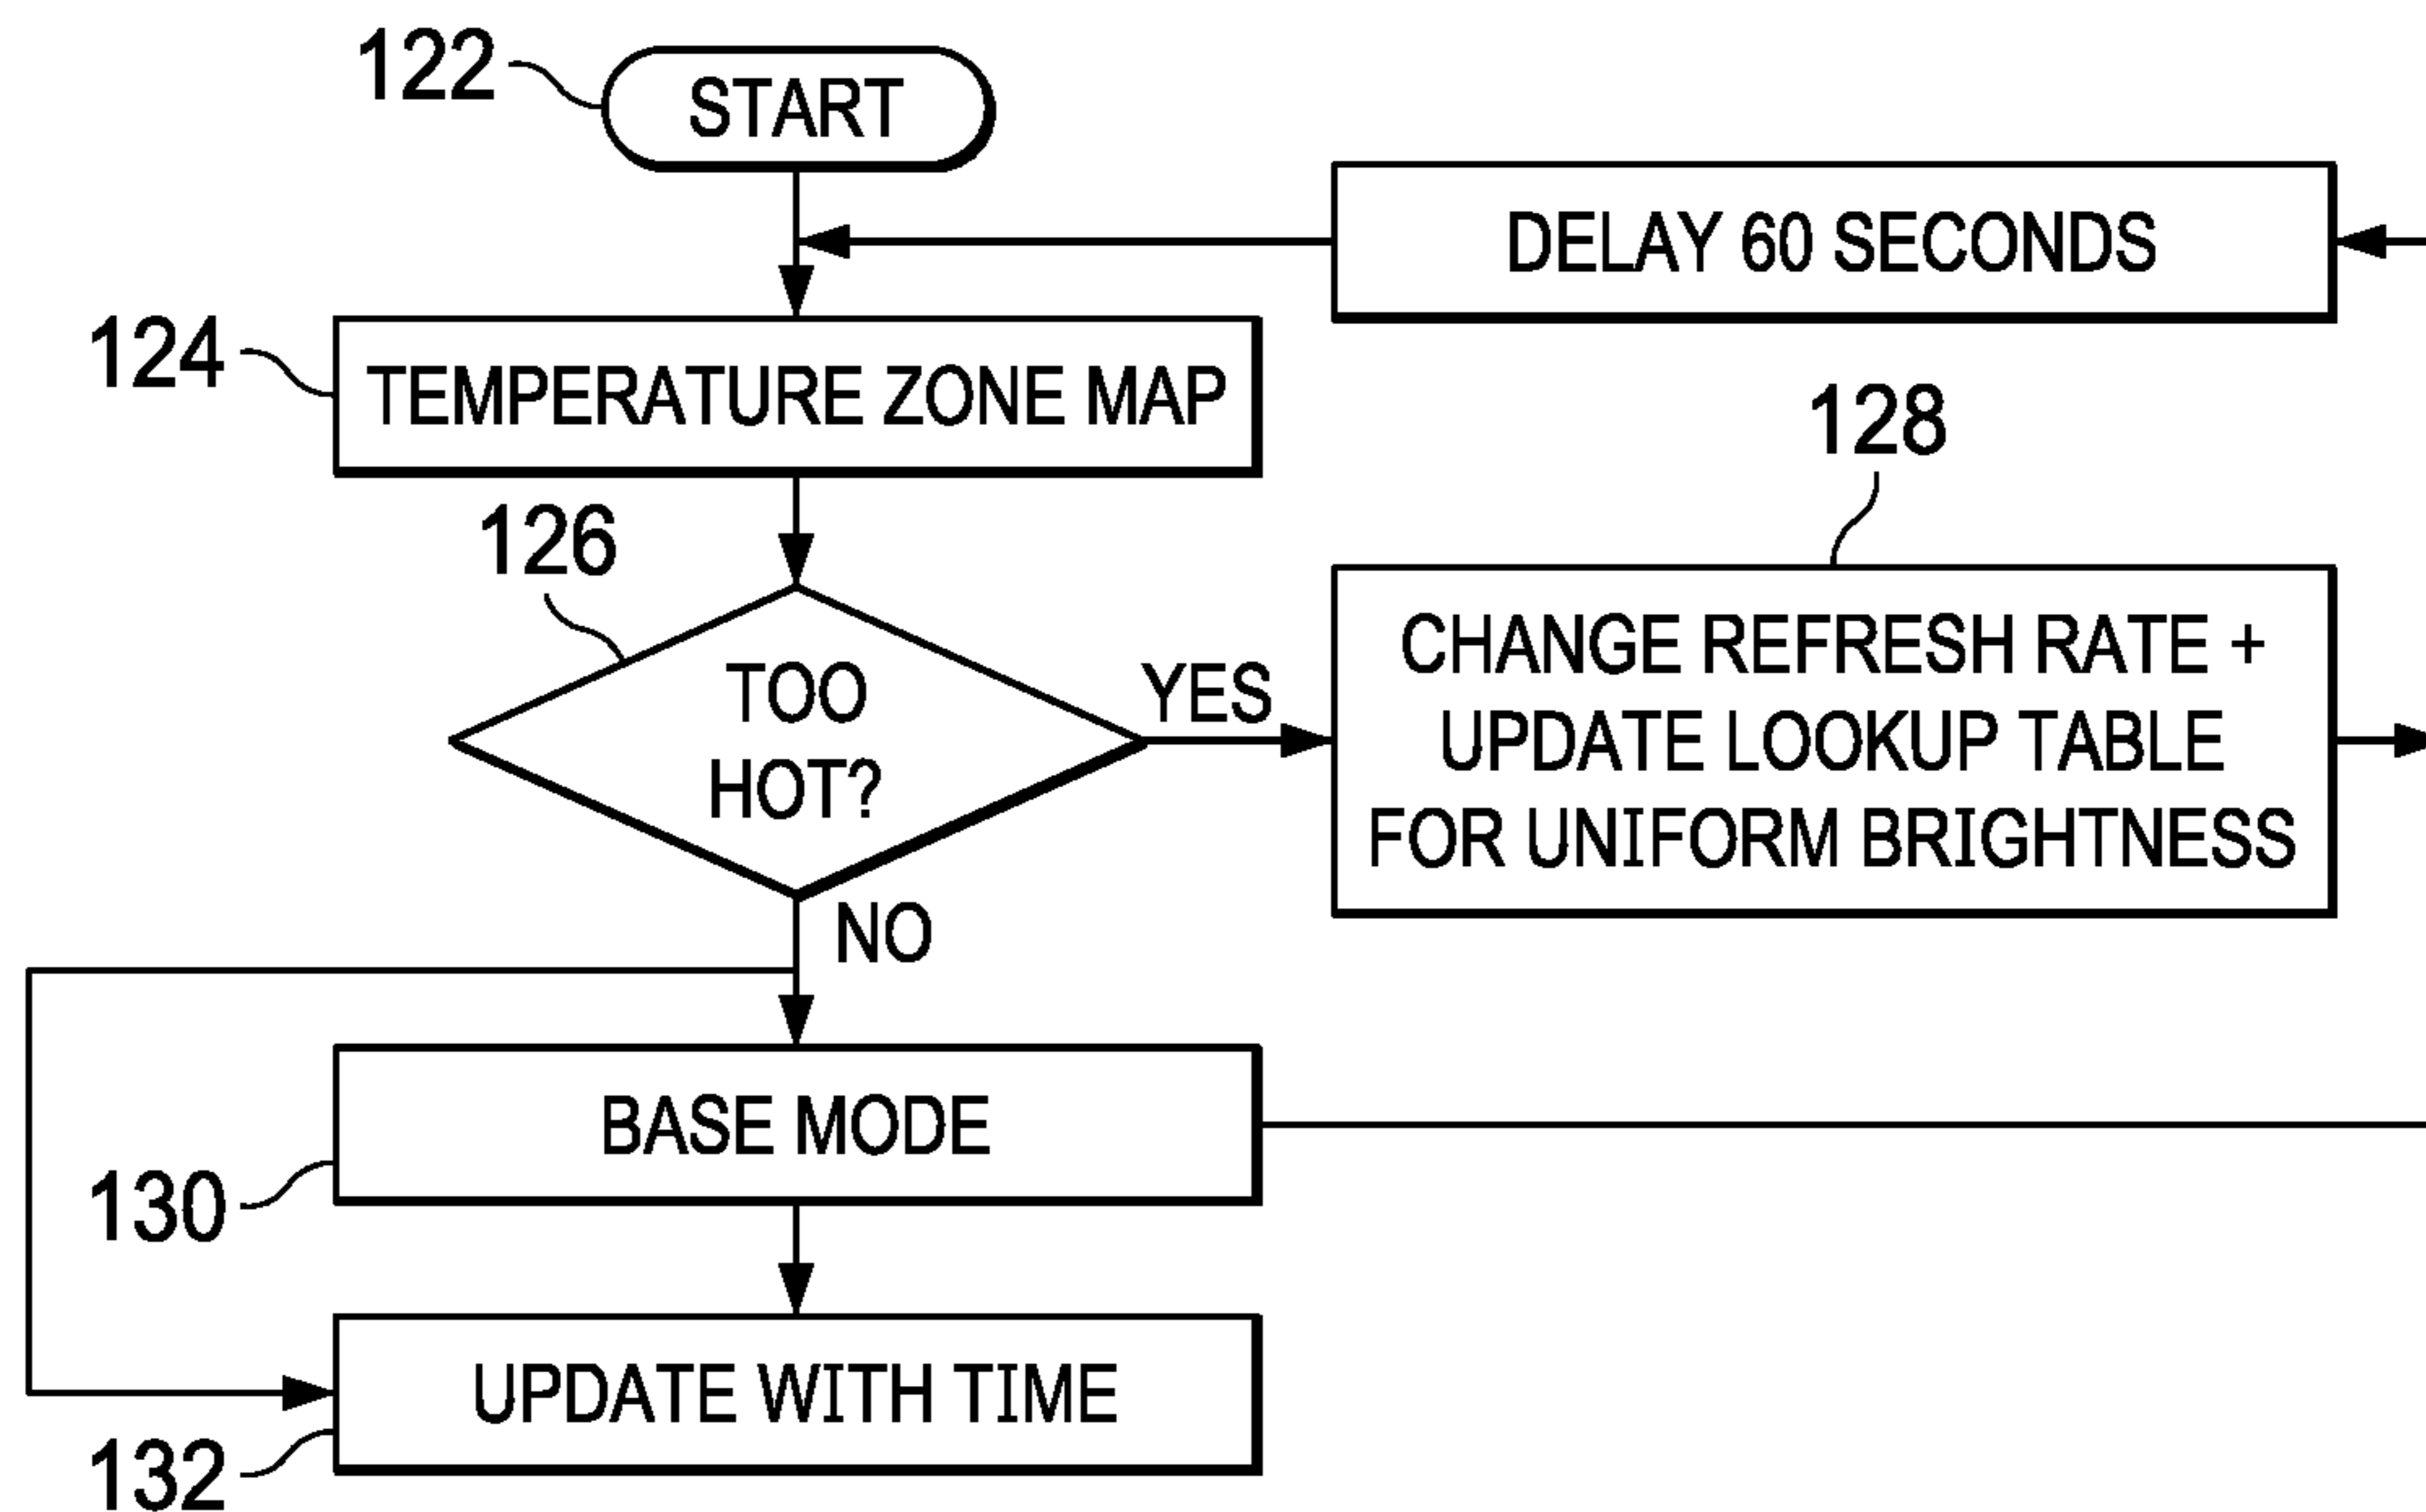 122
START
DELAY 60 SECONDS
124
TEMPERATURE ZONE MAP
128
126
TOO
HOT?
YES
CHANGE REFRESH RATE +
UPDATE LOOKUP TABLE
FOR UNIFORM BRIGHTNESS
NO
BASE MODE
130
UPDATE WITH TIME
132